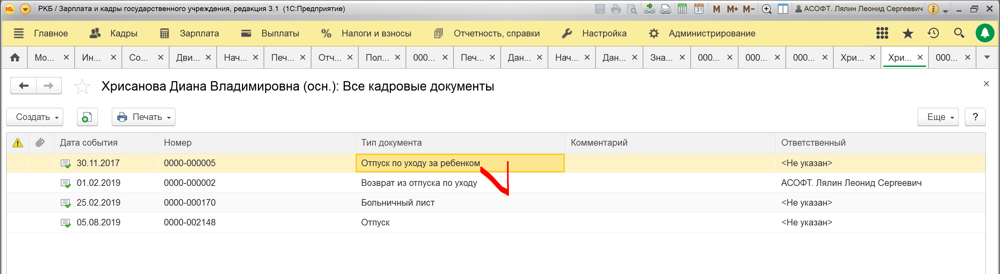 РКБ / Зарплата и кадры государственного учреждения, редакция 3.1 (1С:Предприятие) 31 M M+ M- АСОФТ. Лялин Леонид Сергеевич
Главное Кадры Зарплата Выплаты % Налоги и взносы Отчетность, справки Настройка Администрирование
Мо... Ин... Со... Дви... Нач... Печ... Отч... Пол... 000... Печ... Дан... Нач... Дан... Зна... 000... 000... 000... Хри... Хри... 000...
Хрисанова Диана Владимировна (осн.): Все кадровые документы
Создать Печать Еще ?
Дата события Номер Тип документа Комментарий Ответственный
30.11.2017 0000-000005 Отпуск по уходу за ребенком <Не указан>
01.02.2019 0000-000002 Возврат из отпуска по уходу АСОФТ. Лялин Леонид Сергеевич
25.02.2019 0000-000170 Больничный лист <Не указан>
05.08.2019 0000-002148 Отпуск <Не указан>